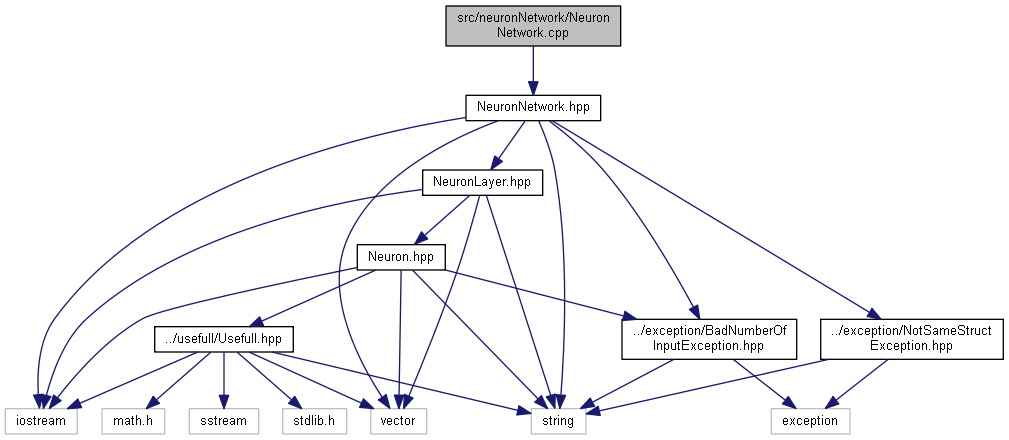 src/neuronNetwork/Neuron
Network.cpp
NeuronNetwork.hpp
NeuronLayer.hpp
Neuron.hpp
../usefull/Usefull.hpp
../exception/BadNumberOf
InputException.hpp
../exception/NotSameStruct
Exception.hpp
iostream
math.h
sstream
stdlib.h
vector
string
exception